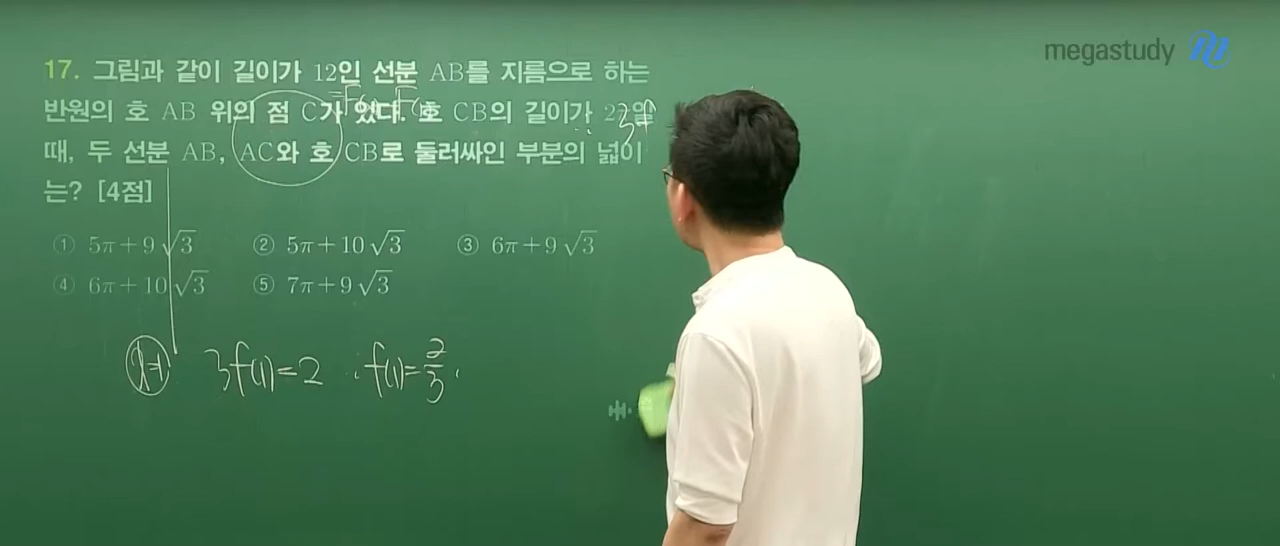 megastudy
17. 그림과 같이 길이가 12인 선분 AB를 지름으로 하는
반원의 호 AB 위의 점 C가 있다. 호 CB의 길이가 2π일
때, 두 선분 AB, AC와 호 CB로 둘러싸인 부분의 넓이
는? [4점]
① 5π+9√3 ② 5π+10√3 ③ 6π+9√3
④ 6π+10√3 ⑤ 7π+9√3
3f(1)=2 ∴ f(1)=2/3.